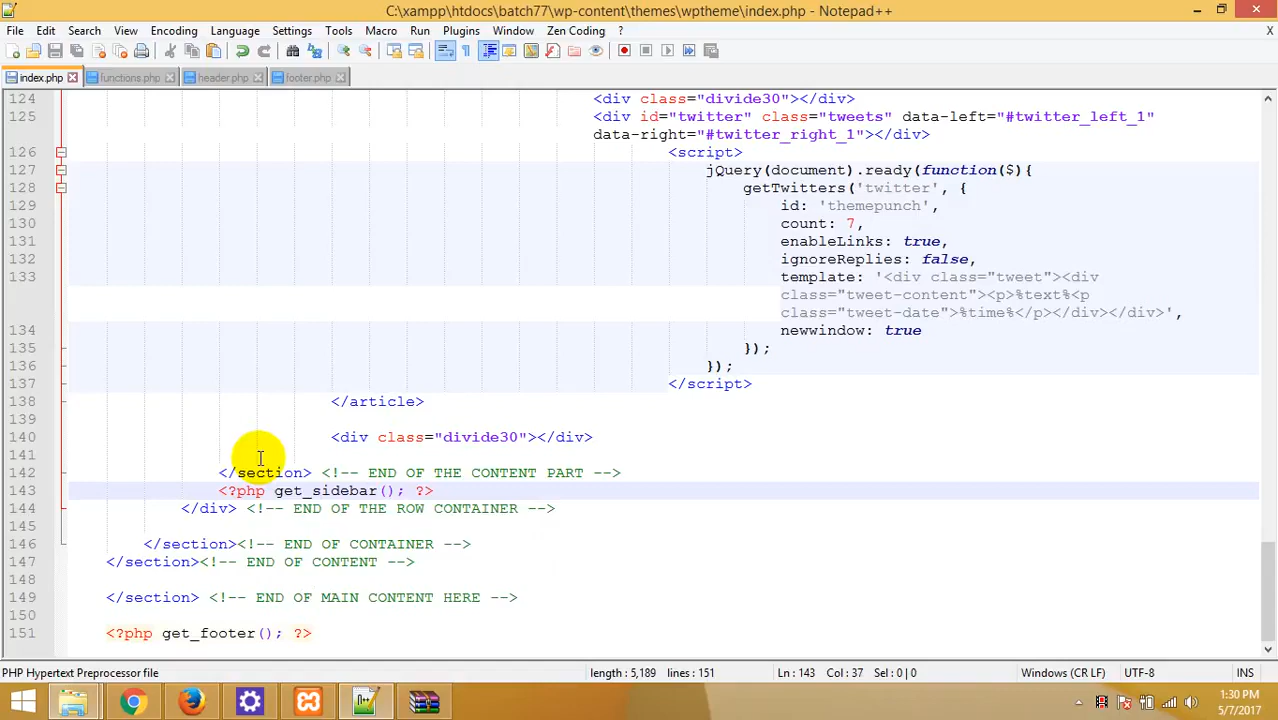 C:\xampp\htdocs\batch77\wp-content\themes\wptheme\index.php - Notepad++
File Edit Search View Encoding Language Settings Tools Macro Run Plugins Window Zen Coding ? X
index.php functions.php header.php footer.php
124 <div class="divide30"></div>
125 <div id="twitter" class="tweets" data-left="#twitter_left_1"
data-right="#twitter_right_1"></div>
126 <script>
127 jQuery(document).ready(function($){
128 getTwitters('twitter', {
129 id: 'themepunch',
130 count: 7,
131 enableLinks: true,
132 ignoreReplies: false,
133 template: '<div class="tweet"><div
class="tweet-content"><p>%text%<p
class="tweet-date">%time%</p></div></div>',
134 newwindow: true
135 });
136 });
137 </script>
138 </article>
139
140 <div class="divide30"></div>
141
142 </section> <!-- END OF THE CONTENT PART -->
143 <?php get_sidebar(); ?>
144 </div> <!-- END OF THE ROW CONTAINER -->
145
146 </section><!-- END OF CONTAINER -->
147 </section><!-- END OF CONTENT -->
148
149 </section> <!-- END OF MAIN CONTENT HERE -->
150
151 <?php get_footer(); ?>
PHP Hypertext Preprocessor file length : 5,189 lines : 151 Ln : 143 Col : 37 Sel : 0 | 0 Windows (CR LF) UTF-8 INS
1:30 PM
5/7/2017